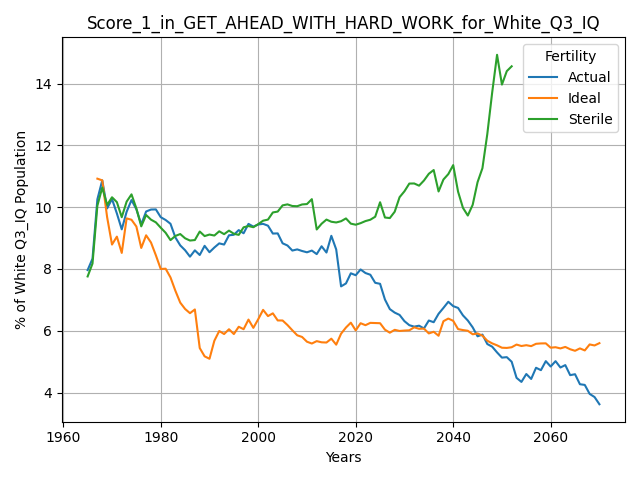 Score_1_in_GET_AHEAD_WITH_HARD_WORK_for_White_Q3_IQ
% of White Q3_IQ Population
14
12
10
8
6
4
Fertility
Actual
Ideal
Sterile
1960 1980 2000 2020 2040 2060
Years